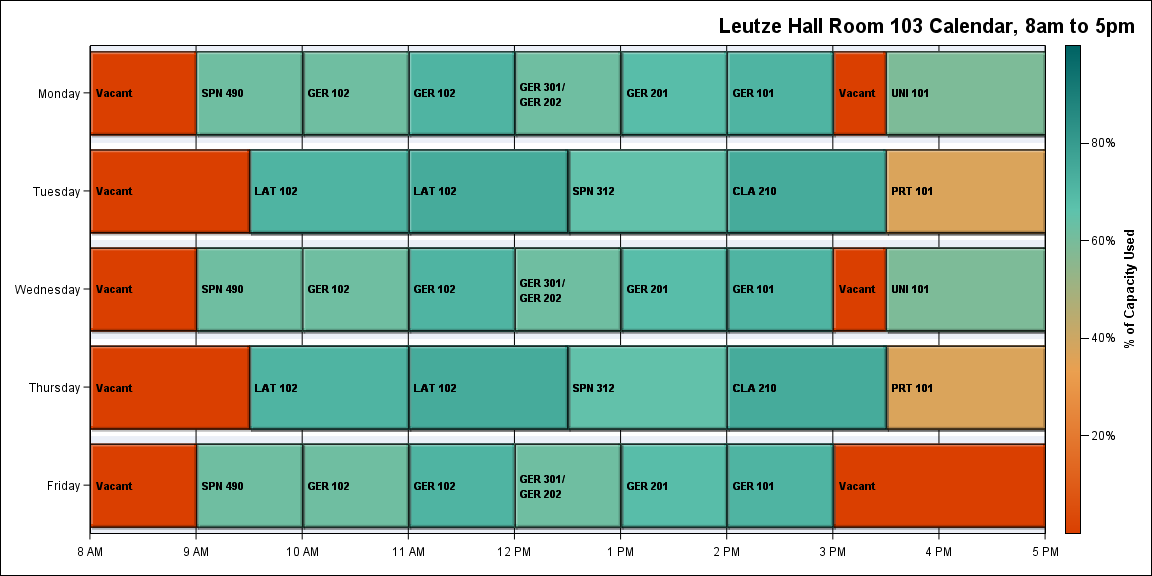 Leutze Hall Room 103 Calendar, 8am to 5pm
Monday
Vacant
SPN 490
GER 102
GER 102
GER 301/
GER 202
GER 201
GER 101
Vacant
UNI 101
Tuesday
Vacant
LAT 102
LAT 102
SPN 312
CLA 210
PRT 101
Wednesday
Vacant
SPN 490
GER 102
GER 102
GER 301/
GER 202
GER 201
GER 101
Vacant
UNI 101
Thursday
Vacant
LAT 102
LAT 102
SPN 312
CLA 210
PRT 101
Friday
Vacant
SPN 490
GER 102
GER 102
GER 301/
GER 202
GER 201
GER 101
Vacant
8 AM
9 AM
10 AM
11 AM
12 PM
1 PM
2 PM
3 PM
4 PM
5 PM
80%
60%
40%
20%
% of Capacity Used